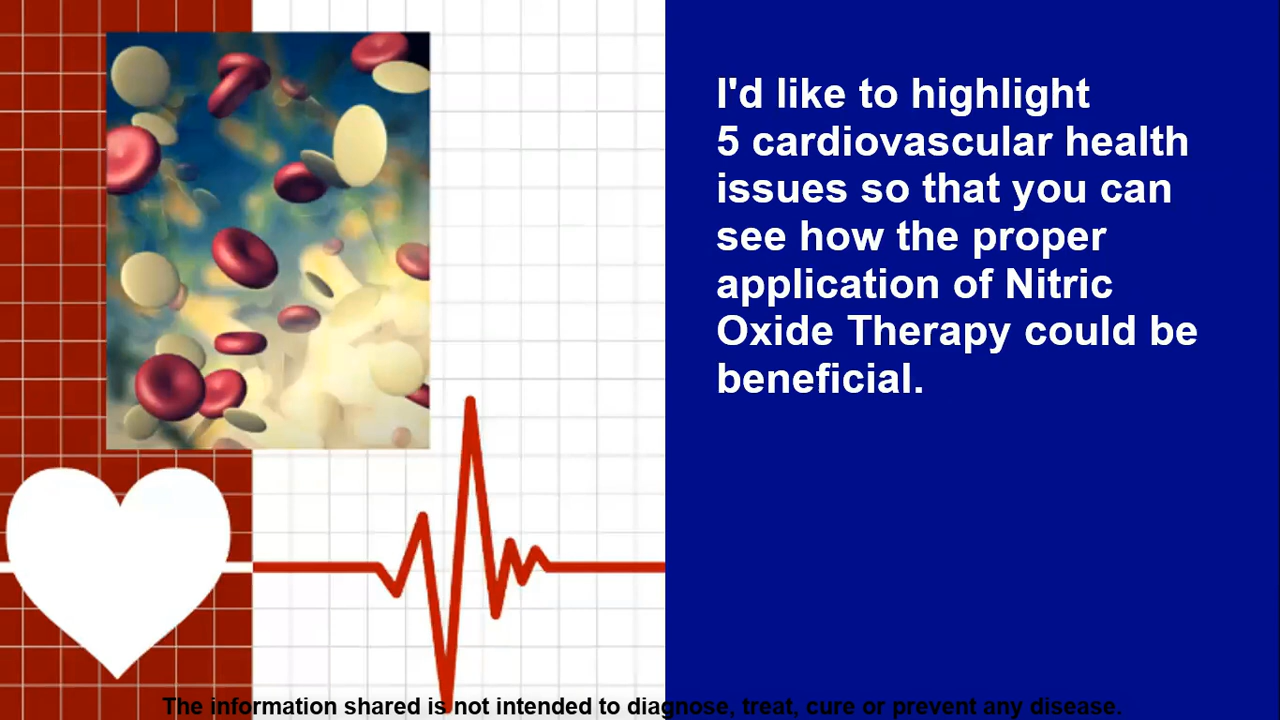 I'd like to highlight
5 cardiovascular health
issues so that you can
see how the proper
application of Nitric
Oxide Therapy could be
beneficial.
The information shared is not intended to diagnose, treat, cure or prevent any disease.